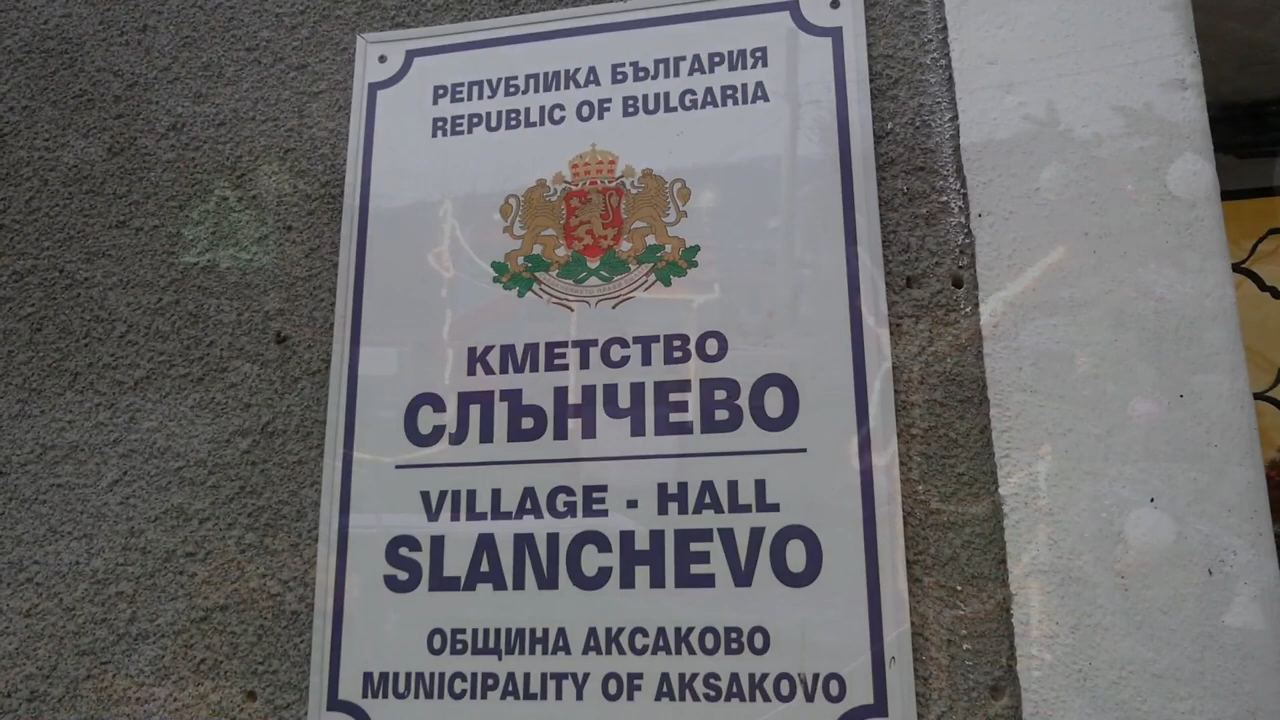 РЕПУБЛИКА БЪЛГАРИЯ
REPUBLIC OF BULGARIA
КМЕТСТВО
СЛЪНЧЕВО
VILLAGE - HALL
SLANCHEVO
ОБЩИНА АКСАКОВО
MUNICIPALITY OF AKSAKOVO